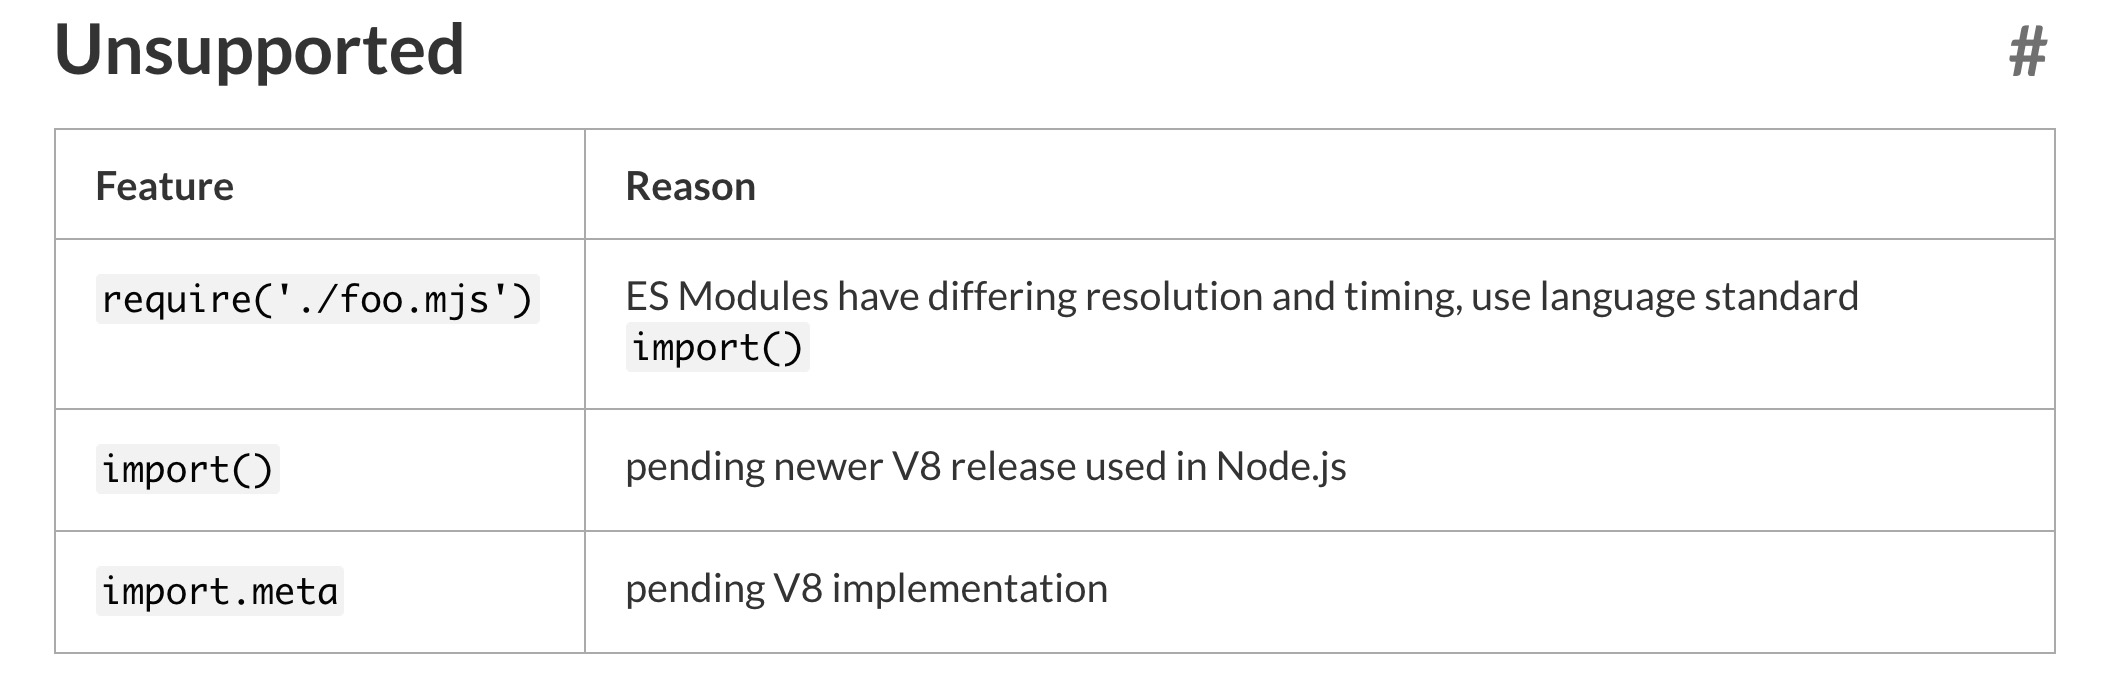 Unsupported #
Feature Reason
require('./foo.mjs') ES Modules have differing resolution and timing, use language standard
import()
import() pending newer V8 release used in Node.js
import.meta pending V8 implementation